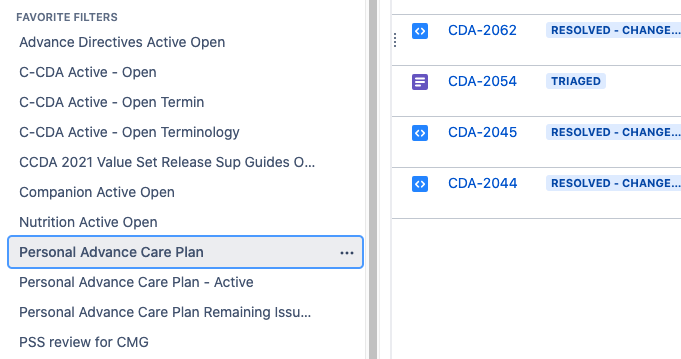 FAVORITE FILTERS
Advance Directives Active Open
C-CDA Active - Open
C-CDA Active - Open Termin
C-CDA Active - Open Terminology
CCDA 2021 Value Set Release Sup Guides O...
Companion Active Open
Nutrition Active Open
Personal Advance Care Plan
Personal Advance Care Plan - Active
Personal Advance Care Plan Remaining Issu...
PSS review for CMG
CDA-2062 RESOLVED - CHANGE...
CDA-2054 TRIAGED
CDA-2045 RESOLVED - CHANGE...
CDA-2044 RESOLVED - CHANGE...